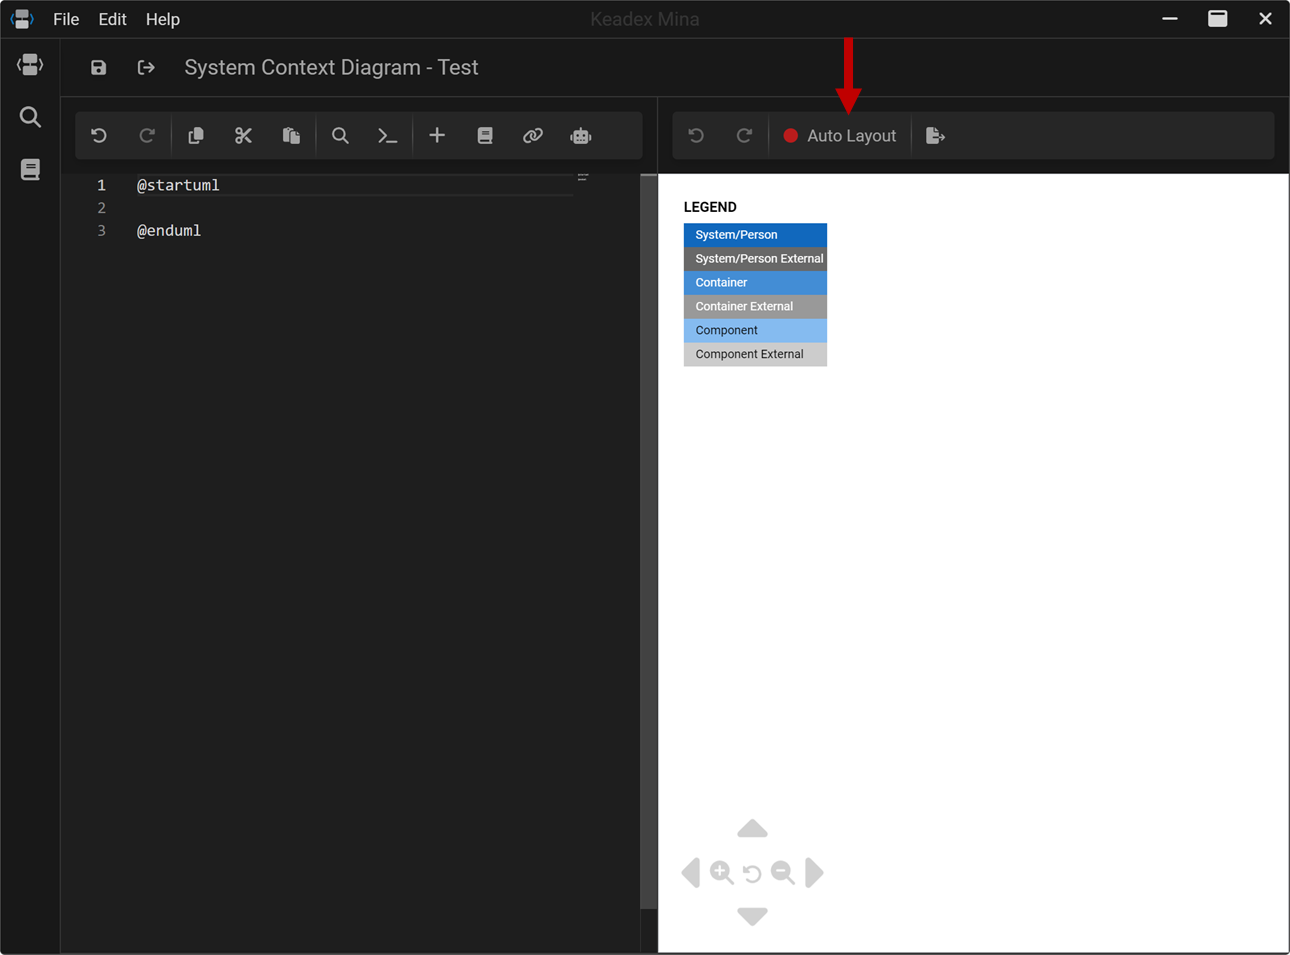 File Edit Help
Keadex Mina
System Context Diagram - Test
Auto Layout
1 @startuml
2
3 @enduml
LEGEND
System/Person
System/Person External
Container
Container External
Component
Component External